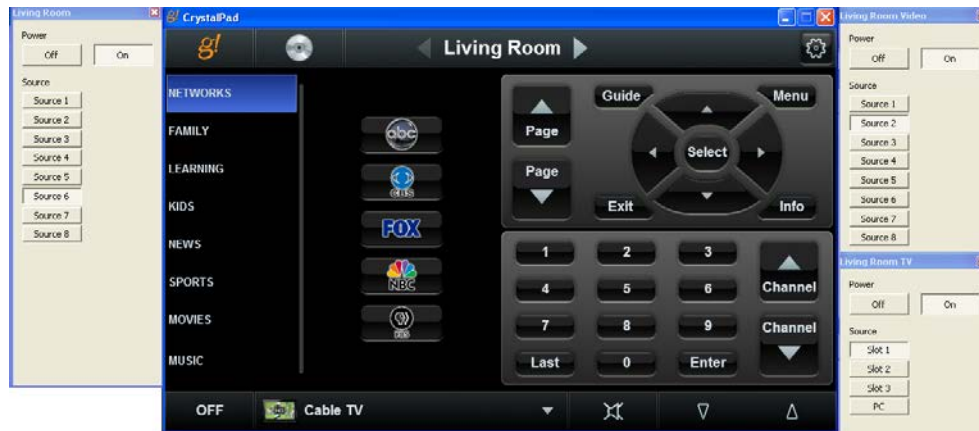 Living Room
Power
Off On
Source
Source 1
Source 2
Source 3
Source 4
Source 5
Source 6
Source 7
Source 8
g! CrystalPad
g! Living Room
NETWORKS
FAMILY
LEARNING
KIDS
NEWS
SPORTS
MOVIES
MUSIC
abc
CBS
FOX
NBC
PBS
Page
Page
Guide Menu
Select
Exit Info
1 2 3
4 5 6
7 8 9
Last 0 Enter
Channel
Channel
OFF Cable TV
Living Room Video
Power
Off On
Source
Source 1
Source 2
Source 3
Source 4
Source 5
Source 6
Source 7
Source 8
Living Room TV
Power
Off On
Source
Slot 1
Slot 2
Slot 3
PC